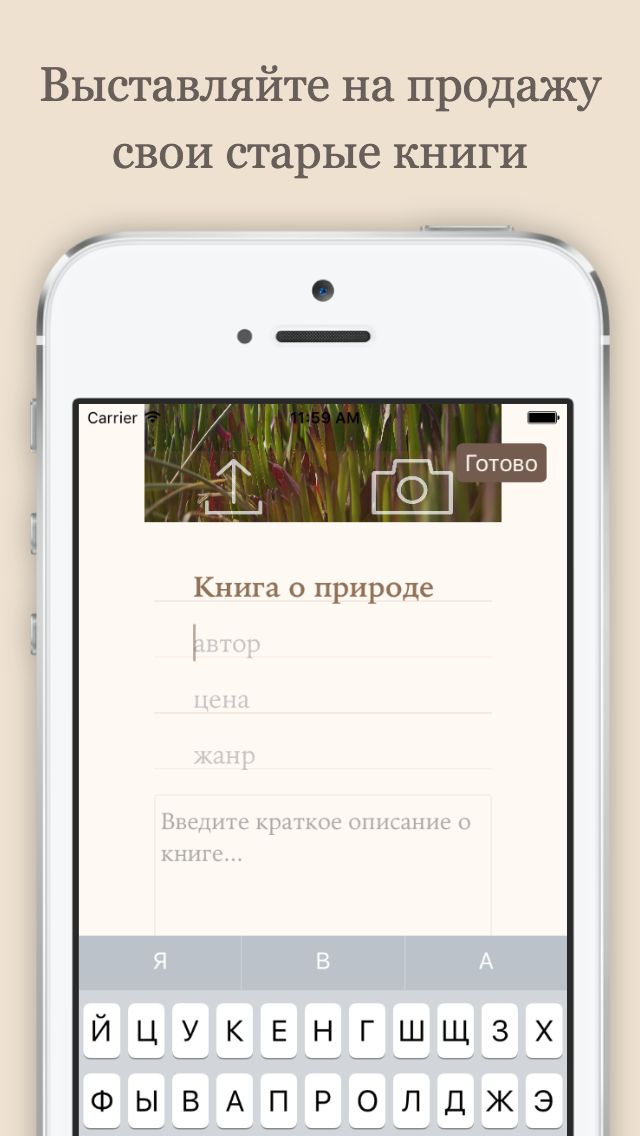 Выставляйте на продажу
свои старые книги
Carrier 11:59 AM
Готово
Книга о природе
автор
цена
жанр
Введите краткое описание о
книге...
Я В А
Й Ц У К Е Н Г Ш Щ З Х
Ф Ы В А П Р О Л Д Ж Э